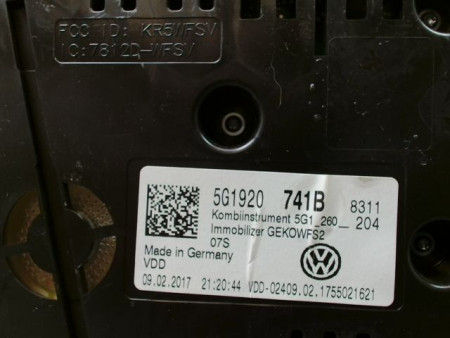 FCC ID: KR5VFSV
IC:7812D-VFSV
5G1920 741B 8311
Kombiinstrument 5G1 260 204
Immobilizer GEKOWFS2
07S
Made in Germany
VDD
09.02.2017 21:20:44 VDD-02409.02.1755021621